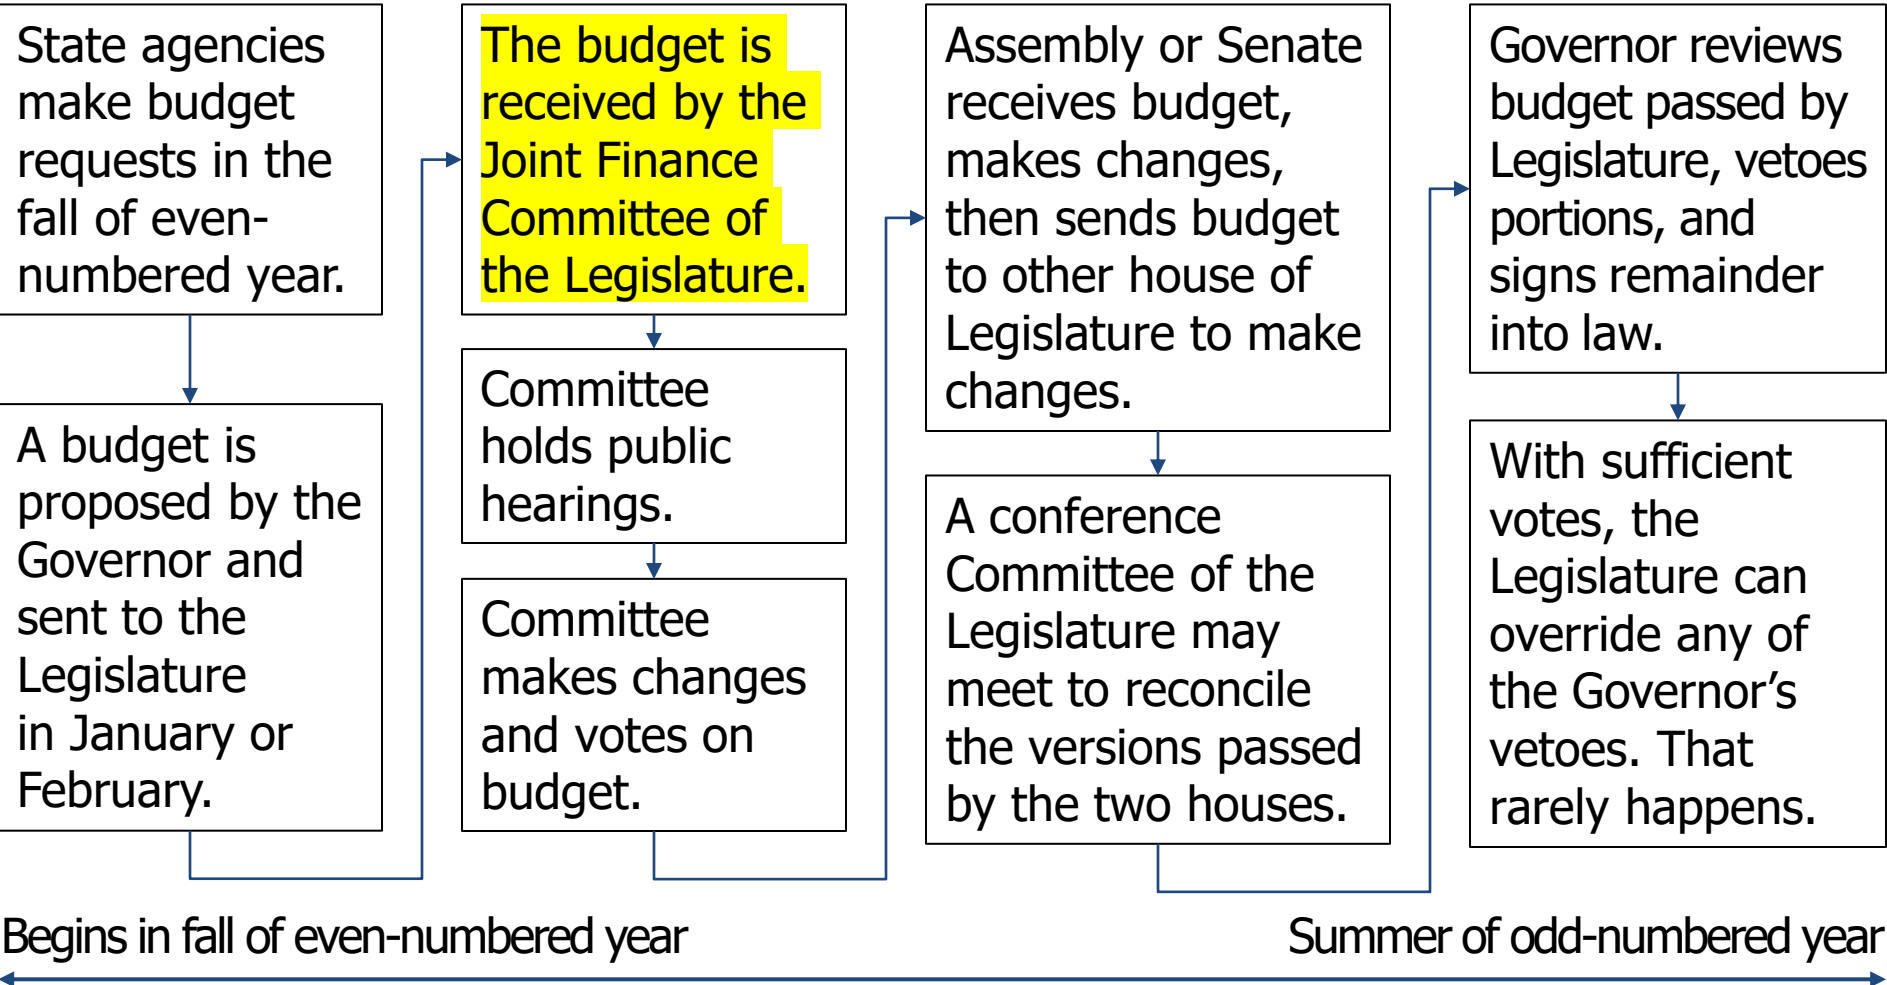 State agencies
make budget
requests in the
fall of even-
numbered year.
A budget is
proposed by the
Governor and
sent to the
Legislature
in January or
February.
The budget is
received by the
Joint Finance
Committee of
the Legislature.
Committee
holds public
hearings.
Committee
makes changes
and votes on
budget.
Assembly or Senate
receives budget,
makes changes,
then sends budget
to other house of
Legislature to make
changes.
A conference
Committee of the
Legislature may
meet to reconcile
the versions passed
by the two houses.
Governor reviews
budget passed by
Legislature, vetoes
portions, and
signs remainder
into law.
With sufficient
votes, the
Legislature can
override any of
the Governor’s
vetoes. That
rarely happens.
Begins in fall of even-numbered year
Summer of odd-numbered year